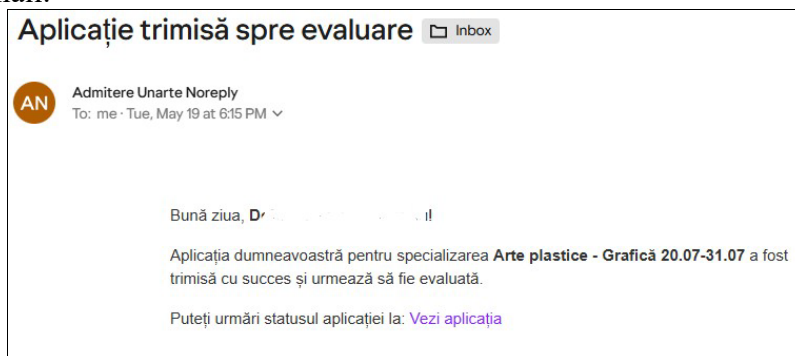 Aplicație trimisă spre evaluare Inbox
AN
Admitere Unarte Noreply
To: me · Tue, May 19 at 6:15 PM
Bună ziua,
Aplicația dumneavoastră pentru specializarea Arte plastice - Grafică 20.07-31.07 a fost
trimisă cu succes și urmează să fie evaluată.
Puteți urmări statusul aplicației la: Vezi aplicația